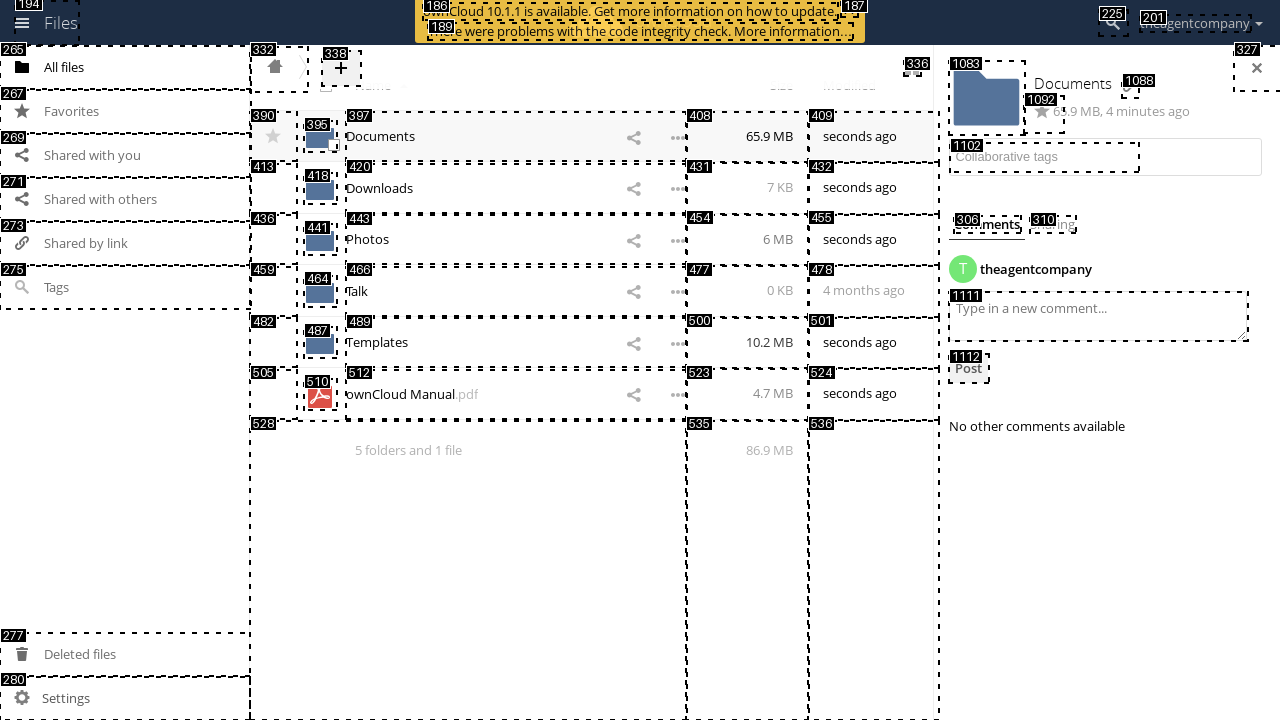 194
Files
186
ownCloud 10.1.1 is available. Get more information on how to update.
187
189
were problems with the code integrity check. More information…
225
201
theagentcompany
265
All files
267
Favorites
269
Shared with you
271
Shared with others
273
Shared by link
275
Tags
277
Deleted files
280
Settings
332
338
+
336
390
395
397
Documents
408
65.9 MB
409
seconds ago
413
418
420
Downloads
431
7 KB
432
seconds ago
436
441
443
Photos
454
6 MB
455
seconds ago
459
464
466
Talk
477
0 KB
478
4 months ago
482
487
489
Templates
500
10.2 MB
501
seconds ago
505
510
512
ownCloud Manual.pdf
523
4.7 MB
524
seconds ago
528
535
536
5 folders and 1 file
86.9 MB
327
1083
Documents
1088
1092
65.9 MB, 4 minutes ago
1102
Collaborative tags
306
Comments
310
T
theagentcompany
1111
Type in a new comment...
1112
Post
No other comments available